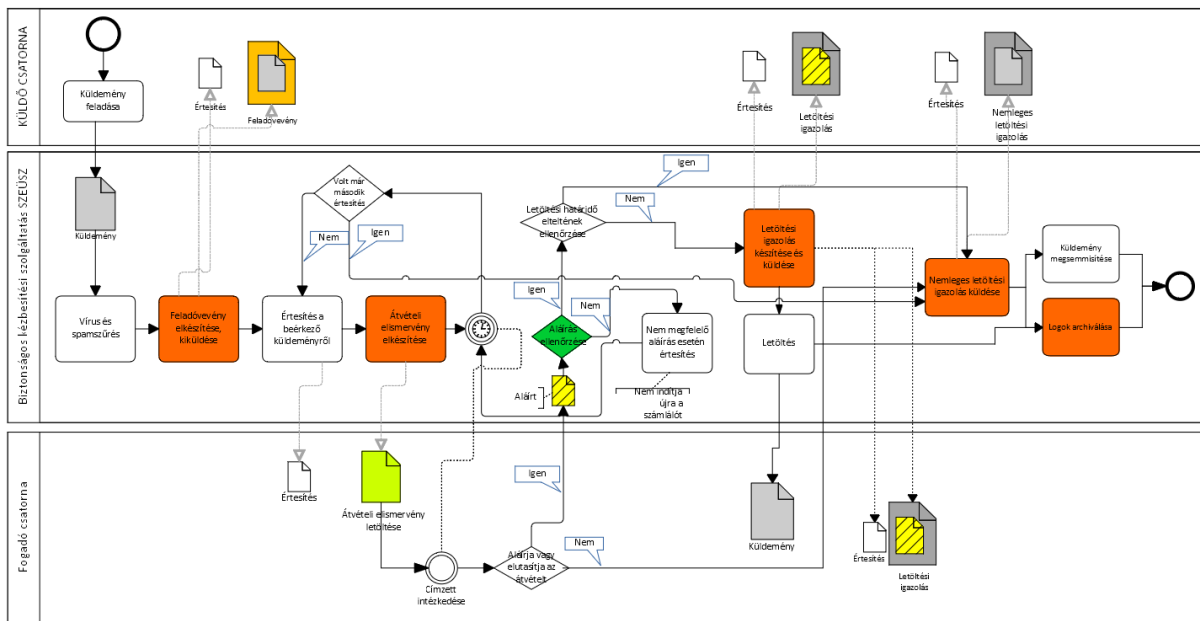 KÜLDŐ CSATORNA
Küldemény
feladása
Értesítés
Feladóvevény
Értesítés
Letöltési
igazolás
Értesítés
Nemleges
letöltési
igazolás
Biztonságos kézbesítési szolgáltatás SZEÜSZ
Küldemény
Volt már
második
értesítés
Nem
Igen
Igen
Nem
Letöltési határidő
elteltének
ellenőrzése
Letöltési
igazolás
készítése és
küldése
Nemleges letöltési
igazolás küldése
Küldemény
megsemmisítése
Logok archiválása
Vírus és
spamszűrés
Feladóvevény
elkészítése,
kiküldése
Értesítés a
beérkező
küldeményről
Átvételi
elismervény
elkészítése
Igen
Nem
Aláírás
ellenőrzése
Nem megfelelő
aláírás esetén
értesítés
Letöltés
Aláírt
Nem indítja
újra a
számlálót
Fogadó csatorna
Értesítés
Átvételi elismervény
letöltése
Címzett
intézkedése
Igen
Aláírja vagy
elutasítja az
átvételt
Nem
Küldemény
Értesítés
Letöltési
igazolás